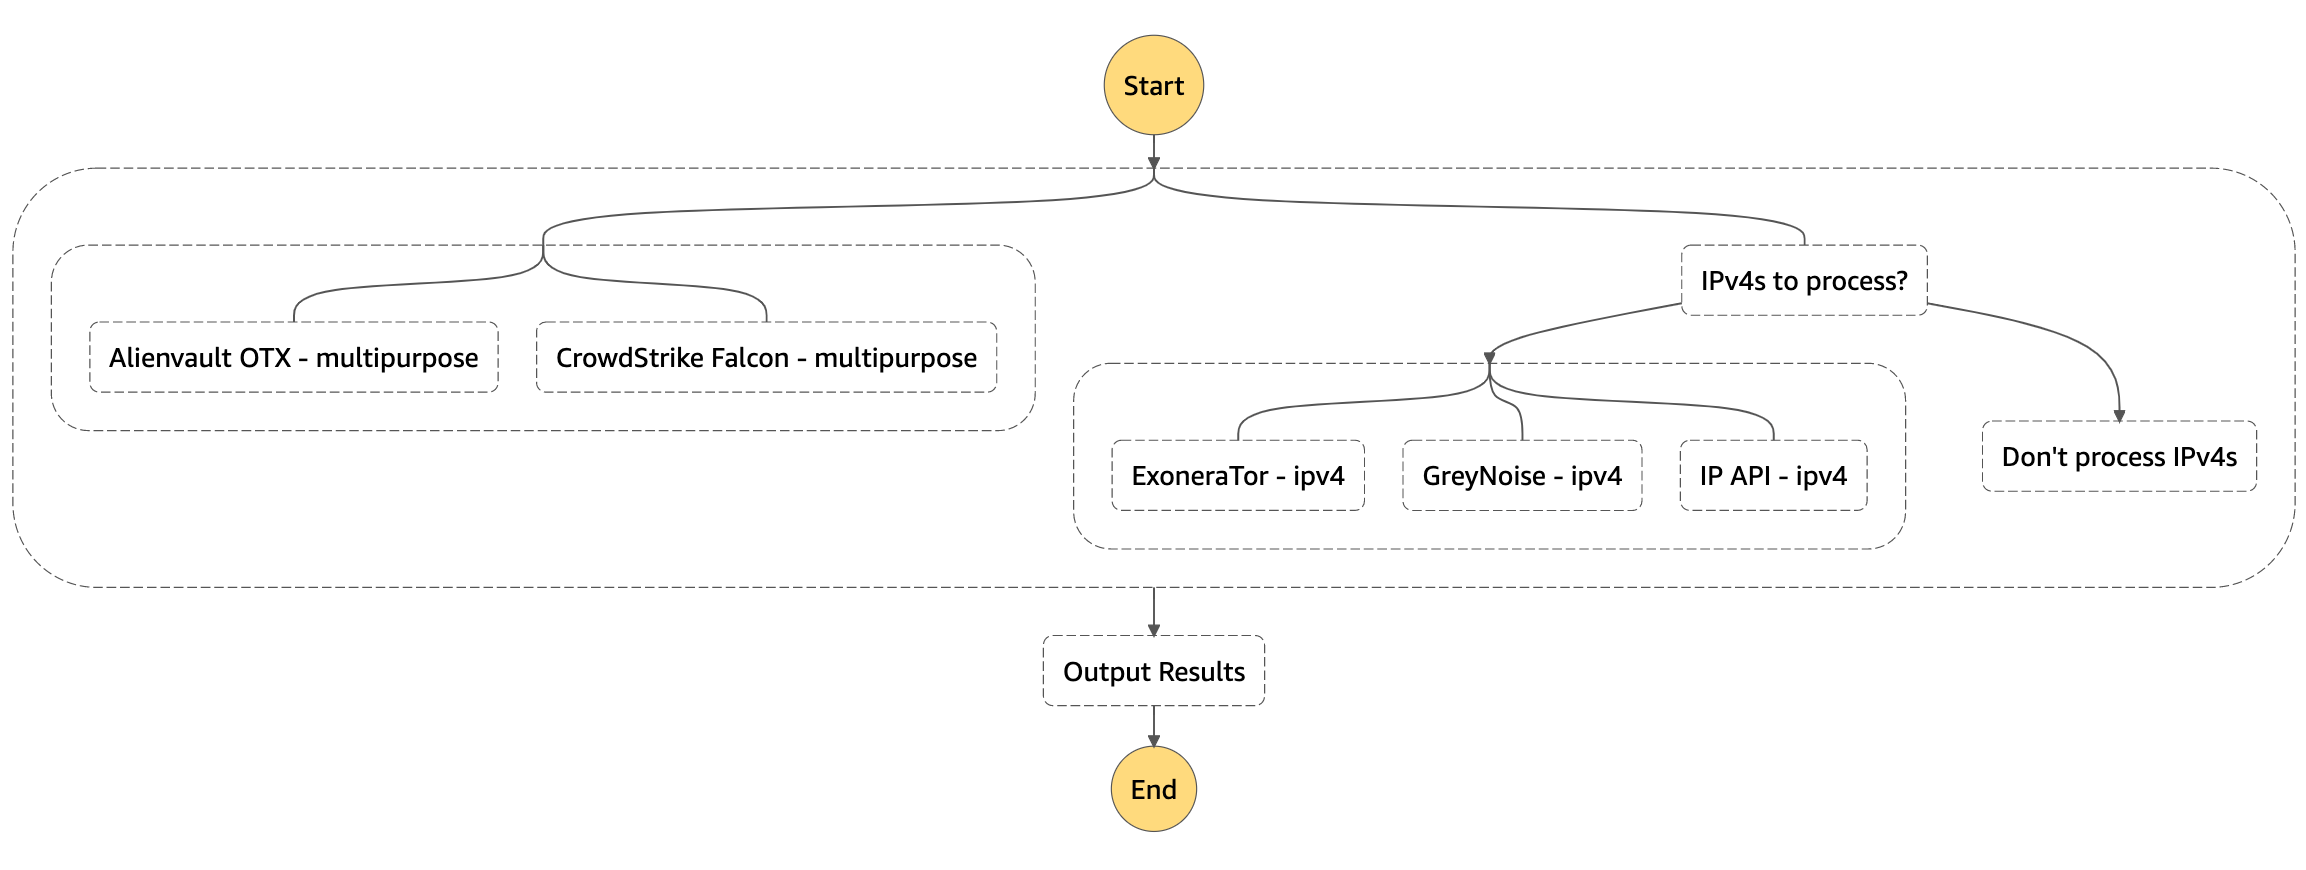 Start
IPv4s to process?
Alienvault OTX - multipurpose
CrowdStrike Falcon - multipurpose
ExoneraTor - ipv4
GreyNoise - ipv4
IP API - ipv4
Don't process IPv4s
Output Results
End